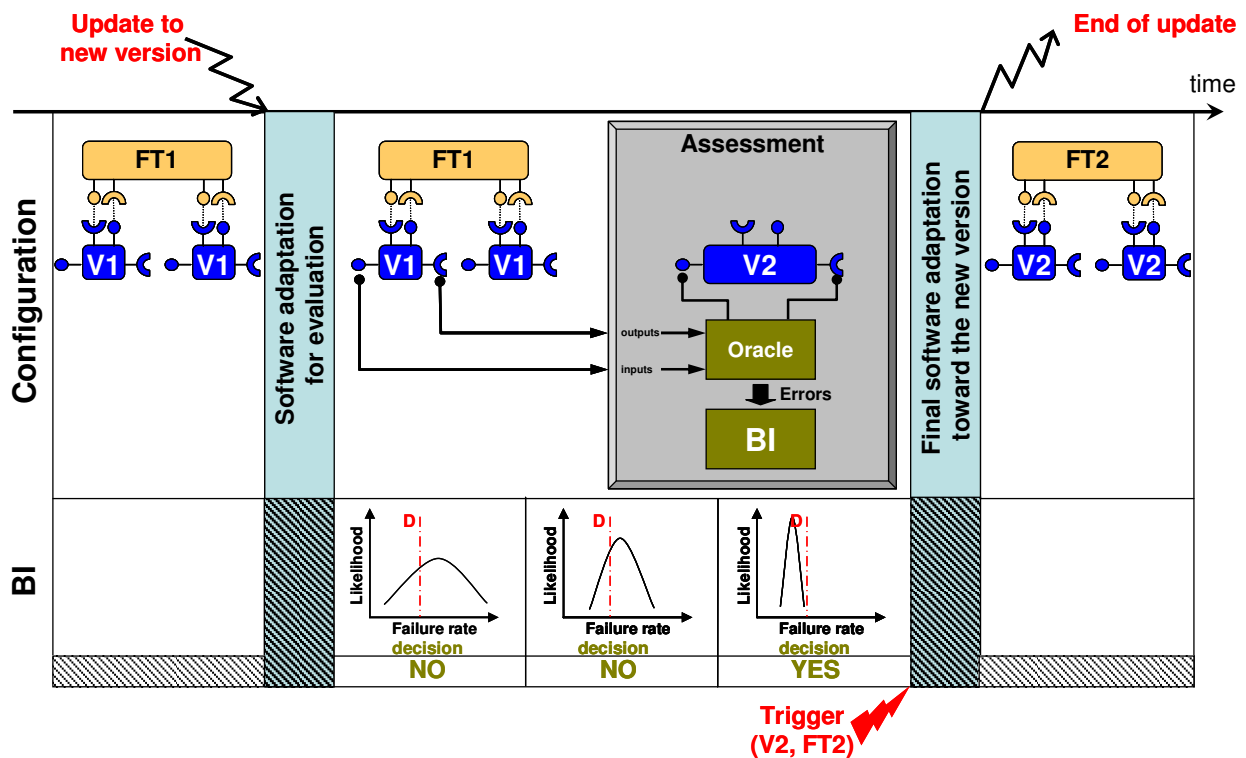 Update to
new version
End of update
time
Configuration
FT1
V1
V1
Software adaptation
for evaluation
FT1
V1
V1
Assessment
V2
outputs
inputs
Oracle
Errors
BI
Final software adaptation
toward the new version
FT2
V2
V2
BI
Likelihood
D
Failure rate
decision
NO
Likelihood
D
Failure rate
decision
NO
Likelihood
D
Failure rate
decision
YES
Trigger
(V2, FT2)